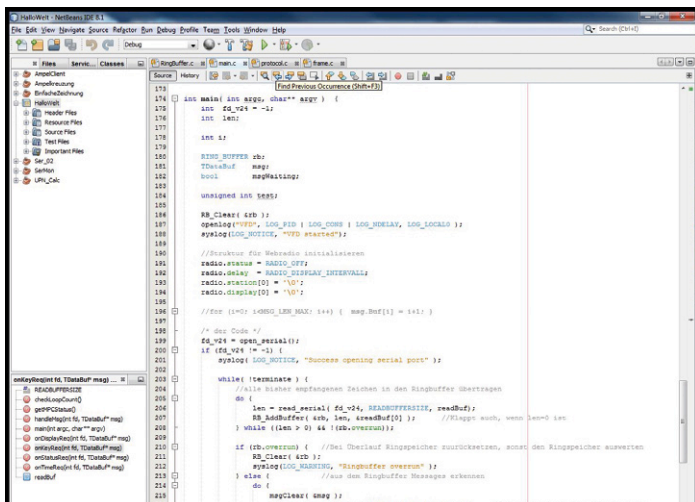 HalloWelt - NetBeans IDE 8.1
File Edit View Navigate Source Refactor Run Debug Profile Team Tools Window Help
Search (Ctrl+I)
Debug
Files Servic... Classes
AmpelClient
Ampelkreuzung
EinfacheZeichnung
HalloWelt
Header Files
Resource Files
Source Files
Test Files
Important Files
Ser_02
SerMon
UPN_Calc
RingBuffer.c main.c protocol.c frame.c
Source History
Find Previous Occurrence (Shift+F3)
173
174 int main( int argc, char** argv ) {
175 int fd_v24 = -1;
176 int len;
177
178 int i;
179
180 RING_BUFFER rb;
181 TDataBuf msg;
182 bool msgWaiting;
183
184 unsigned int test;
185
186 RB_Clear( &rb );
187 openlog("VFD", LOG_PID | LOG_CONS | LOG_NDELAY, LOG_LOCAL0 );
188 syslog(LOG_NOTICE, "VFD started");
189
190 //Struktur für Webradio initialisieren
191 radio.status = RADIO_OFF;
192 radio.delay = RADIO_DISPLAY_INTERVALL;
193 radio.station[0] = '\0';
194 radio.display[0] = '\0';
195
196 //for (i=0; i<MSG_LEN_MAX; i++) { msg.Buf[i] = i+1; }
197
198 /* der Code */
199 fd_v24 = open_serial();
200 if (fd_v24 != -1) {
201 syslog( LOG_NOTICE, "Success opening serial port" );
202
203 while( !terminate ) {
204 //alle bisher empfangenen Zeichen in den Ringbuffer übertragen
205 do {
206 len = read_serial( fd_v24, READBUFFERSIZE, readBuf);
207 RB_AddBuffer( &rb, len, &readBuf[0] ); //Klappt auch, wenn len=0 ist
208 } while ((len > 0) && !(rb.overrun));
209
210 if (rb.overrun) { //Bei Überlauf Ringspeicher zurücksetzen, sonst den Ringspeicher auswerten
211 RB_Clear( &rb );
212 syslog(LOG_WARNING, "Ringbuffer overrun" );
213 } else { //aus dem Ringbuffer Messages erkennen
214 do {
215 msgClear( &msg );
onKeyReq(int fd, TDataBuf* msg) ...
READBUFFERSIZE
checkLoopCount()
getMPCStatus()
handleMsg(int fd, TDataBuf* msg)
main(int argc, char** argv)
onDisplayReq(int fd, TDataBuf* msg)
onKeyReq(int fd, TDataBuf* msg)
onStatusReq(int fd, TDataBuf* msg)
onTimeReq(int fd, TDataBuf* msg)
readBuf